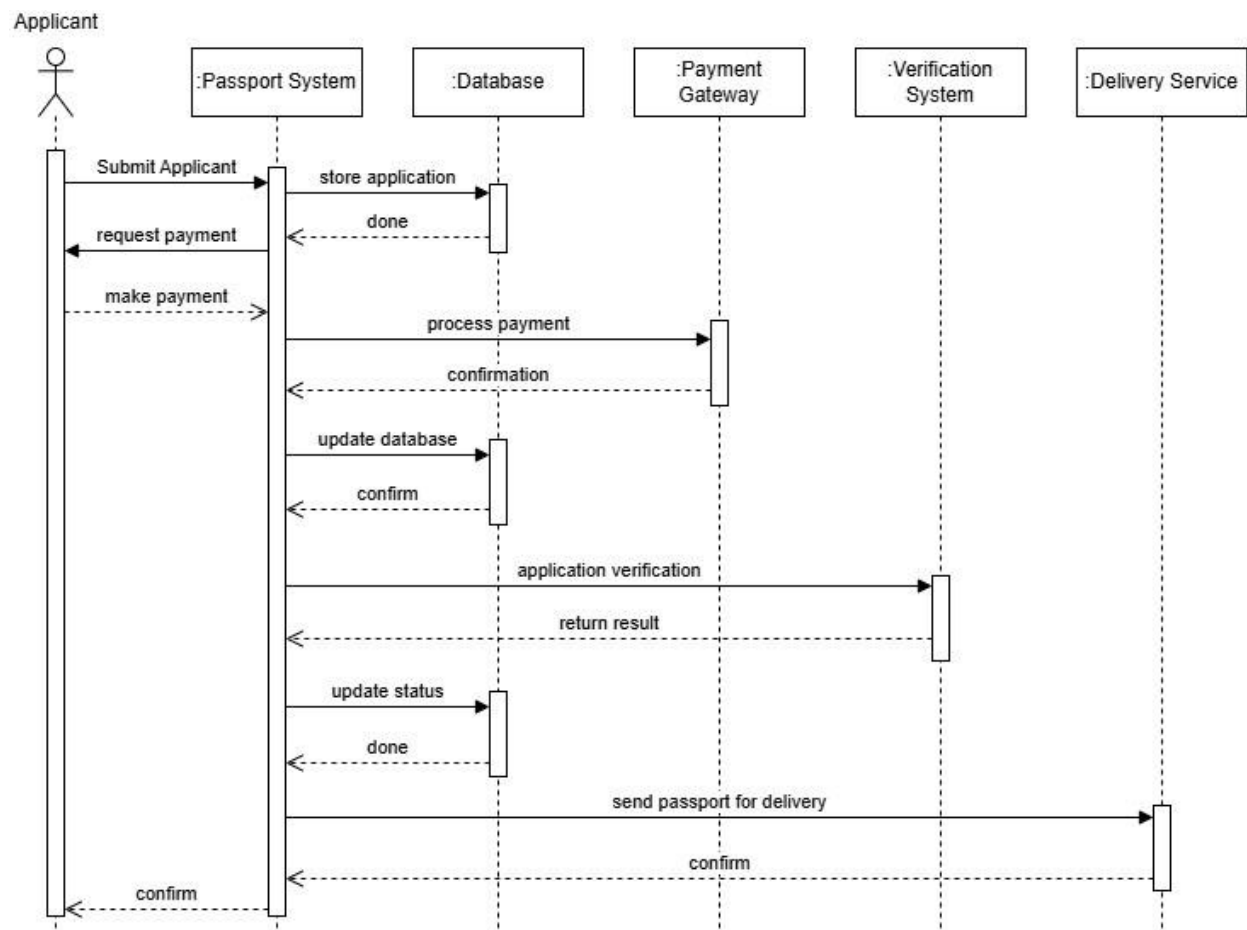 Applicant
:Passport System
:Database
:Payment
Gateway
:Verification
System
:Delivery Service
Submit Applicant
store application
done
request payment
make payment
process payment
confirmation
update database
confirm
application verification
return result
update status
done
send passport for delivery
confirm
confirm